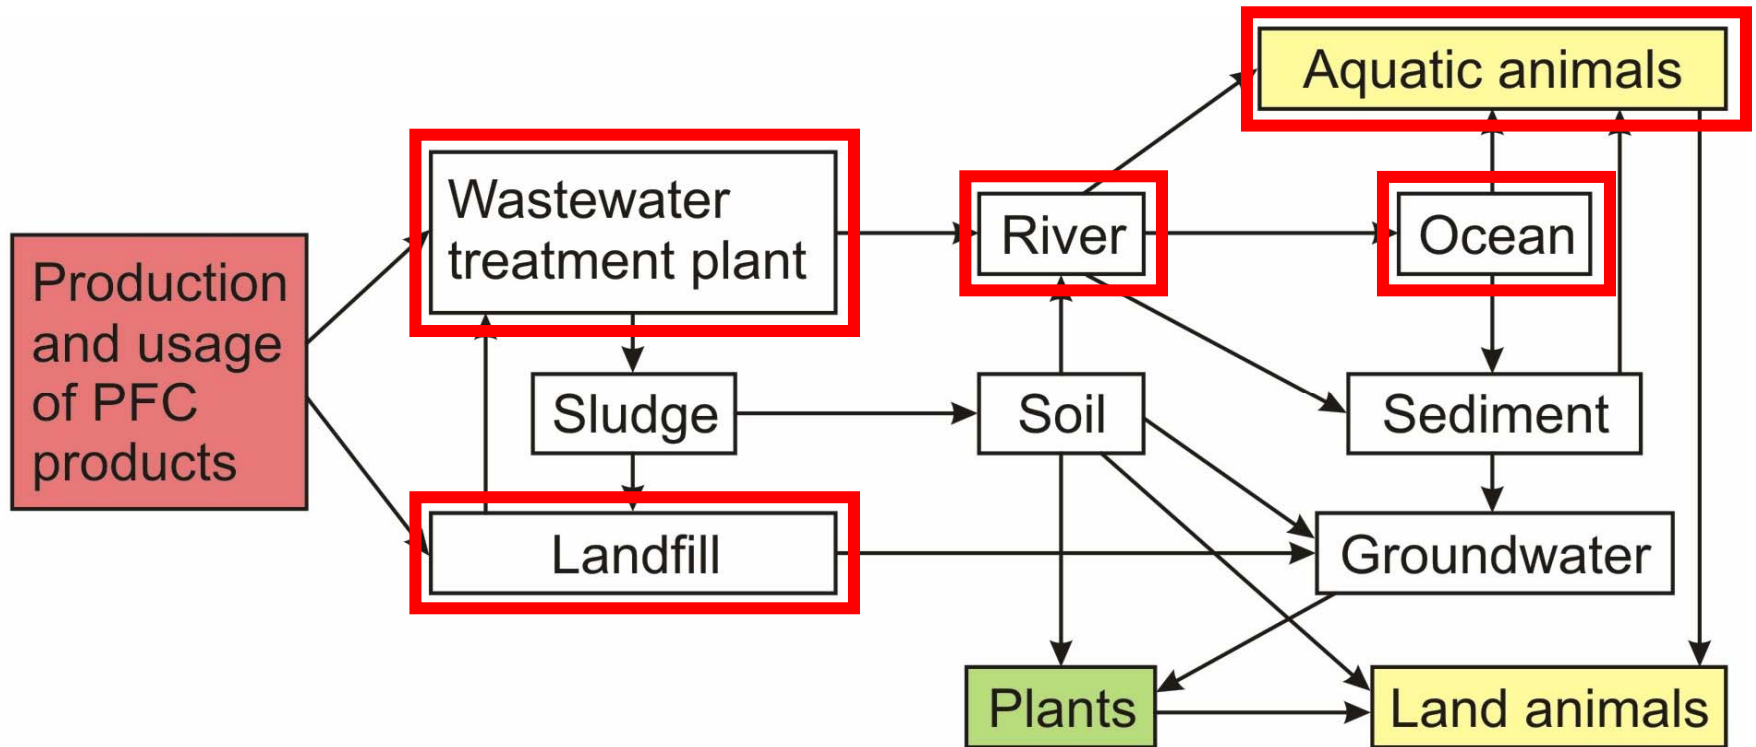 Aquatic animals
Wastewater
treatment plant
River
Ocean
Production
and usage
of PFC
products
Sludge
Soil
Sediment
Landfill
Groundwater
Plants
Land animals